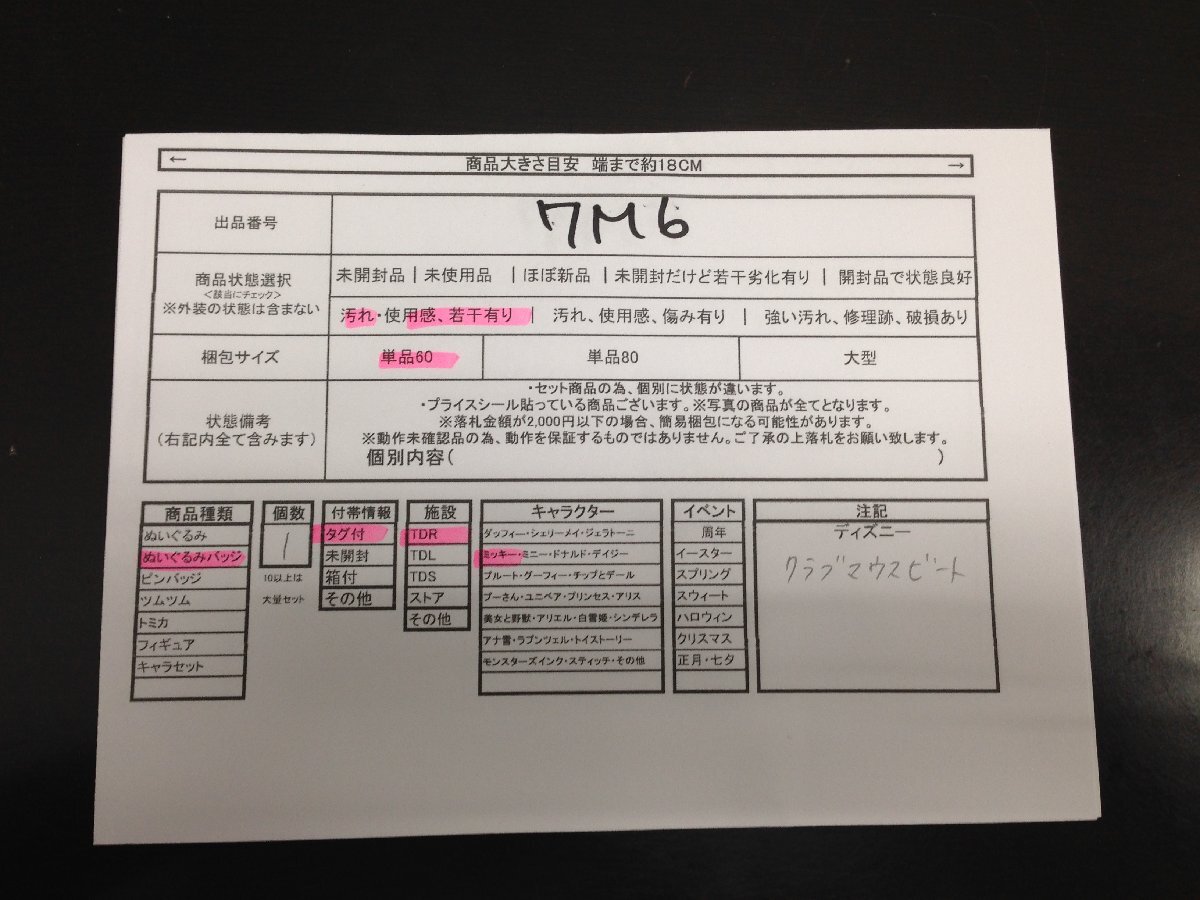 ← 商品大きさ目安 端まで約18CM →
出品番号 7M6
商品状態選択
<該当にチェック>
※外装の状態は含まない
未開封品 | 未使用品 | ほぼ新品 | 未開封だけど若干劣化有り | 開封品で状態良好
汚れ・使用感、若干有り | 汚れ、使用感、傷み有り | 強い汚れ、修理跡、破損あり
梱包サイズ 単品60 単品80 大型
状態備考
(右記内全て含みます)
・セット商品の為、個別に状態が違います。
・プライスシール貼っている商品ございます。※写真の商品が全てとなります。
※落札金額が2,000円以下の場合、簡易梱包になる可能性があります。
※動作未確認品の為、動作を保証するものではありません。ご了承の上落札をお願い致します。
個別内容( )
商品種類
ぬいぐるみ
ぬいぐるみバッジ
ピンバッジ
ツムツム
トミカ
フィギュア
キャラセット
個数
1
10以上は
大量セット
付帯情報
タグ付
未開封
箱付
その他
施設
TDR
TDL
TDS
ストア
その他
キャラクター
ダッフィー・シェリーメイ・ジェラトーニ
ミッキー・ミニー・ドナルド・デイジー
プルート・グーフィー・チップとデール
プーさん・ユニベア・プリンセス・アリス
美女と野獣・アリエル・白雪姫・シンデレラ
アナ雪・ラプンツェル・トイストーリー
モンスターズインク・スティッチ・その他
イベント
周年
イースター
スプリング
スウィート
ハロウィン
クリスマス
正月・七夕
注記
ディズニー
クラブマウスビート